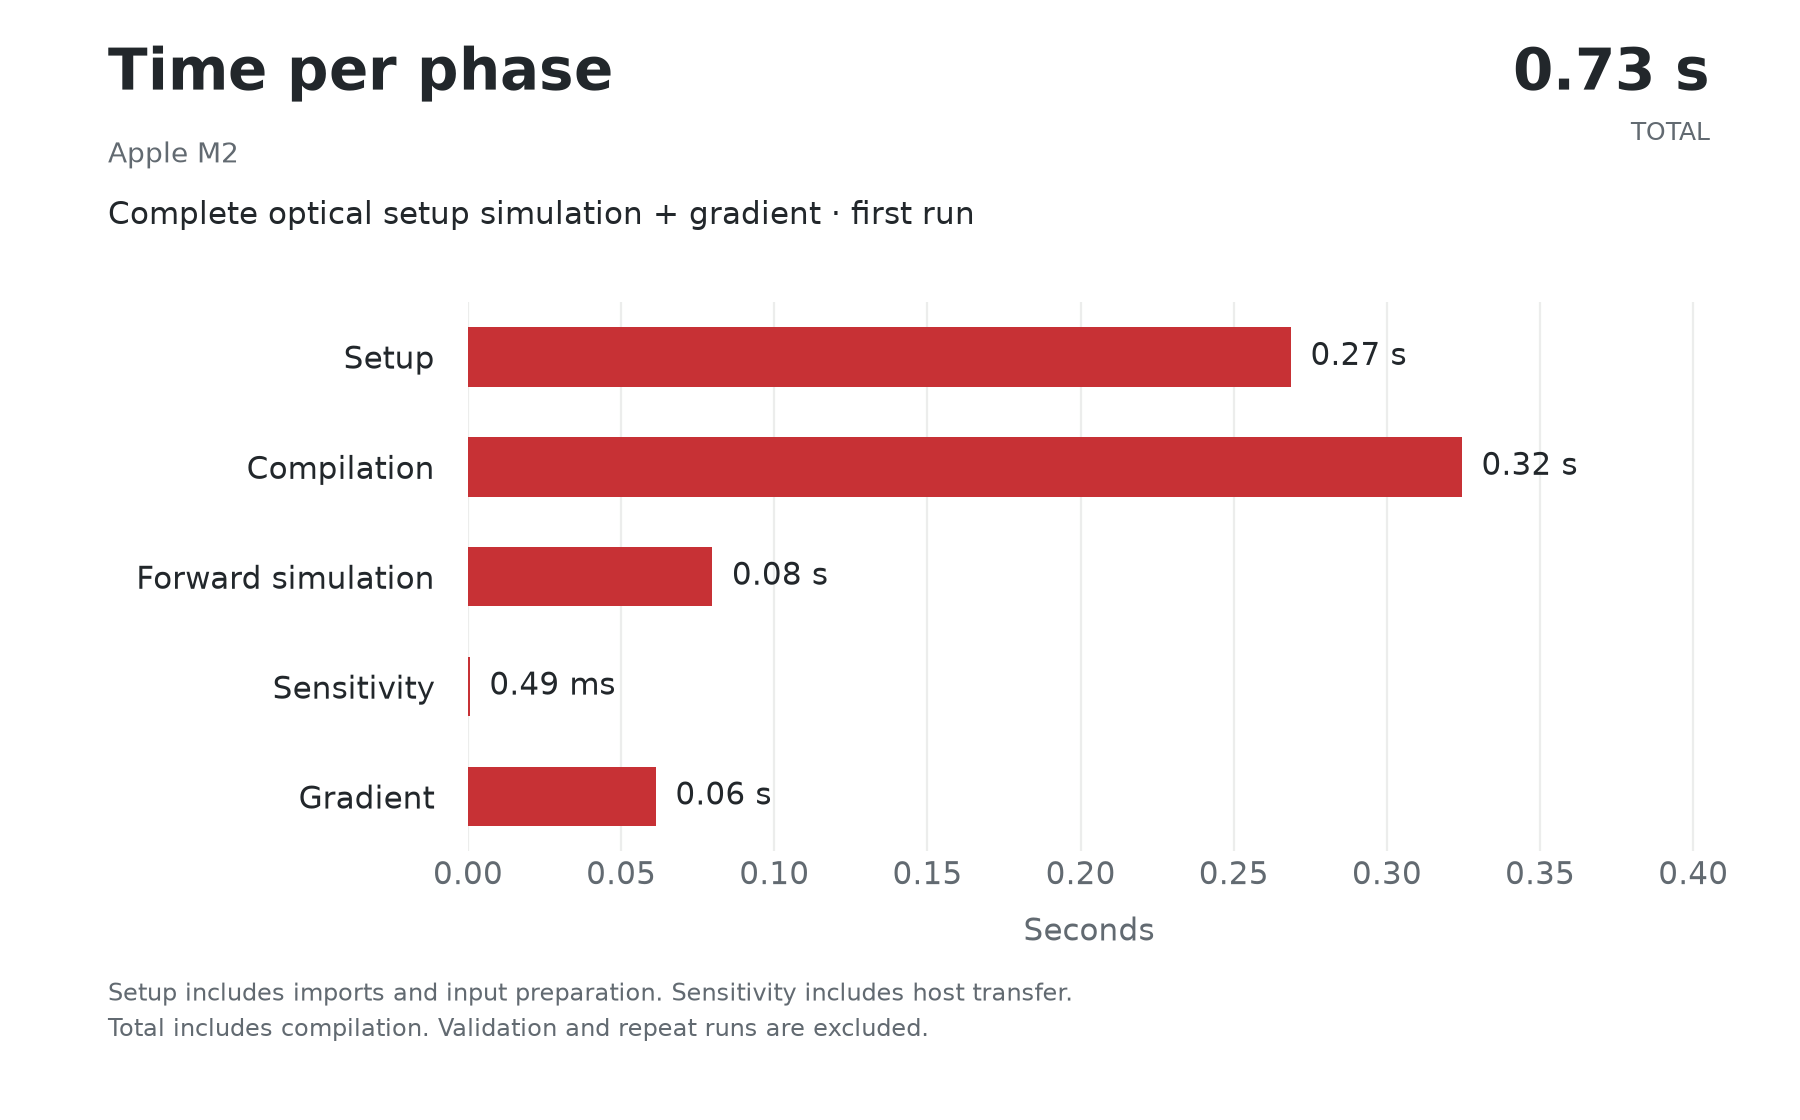 Time per phase
0.73 s
TOTAL
Apple M2
Complete optical setup simulation + gradient · first run
Setup
0.27 s
Compilation
0.32 s
Forward simulation
0.08 s
Sensitivity
0.49 ms
Gradient
0.06 s
0.00 0.05 0.10 0.15 0.20 0.25 0.30 0.35 0.40
Seconds
Setup includes imports and input preparation. Sensitivity includes host transfer.
Total includes compilation. Validation and repeat runs are excluded.